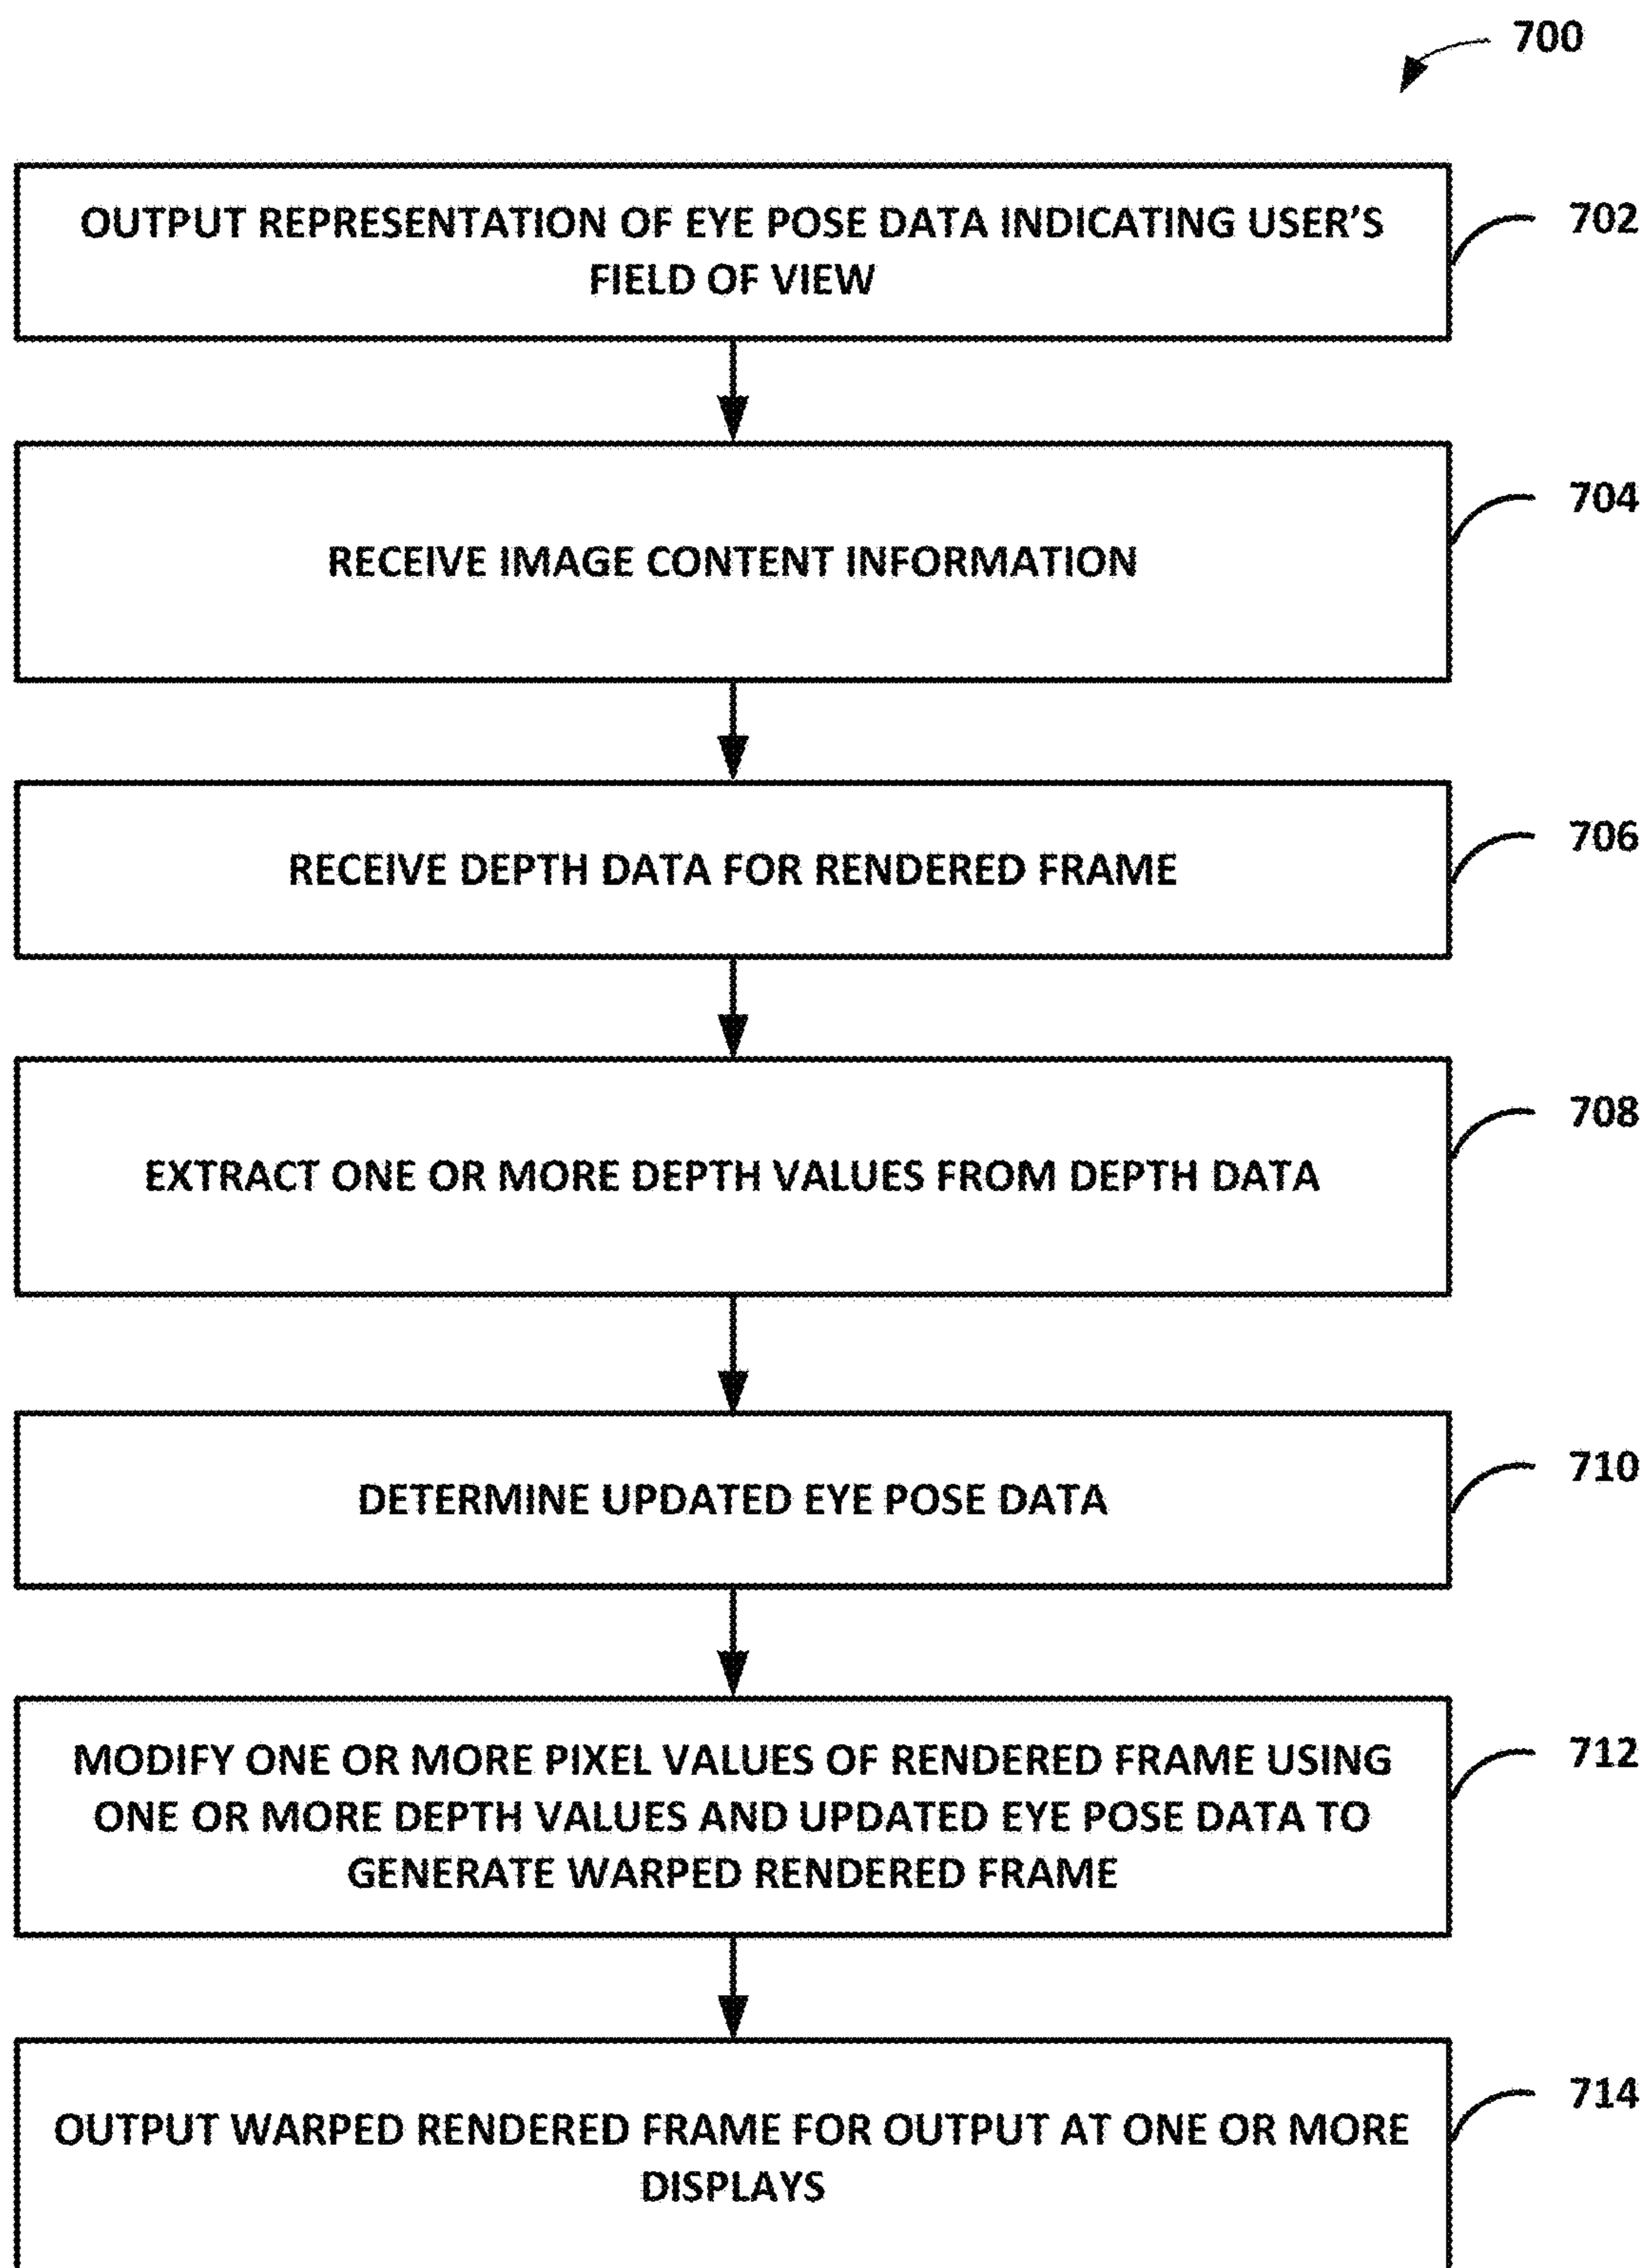 700
OUTPUT REPRESENTATION OF EYE POSE DATA INDICATING USER'S
FIELD OF VIEW
702
RECEIVE IMAGE CONTENT INFORMATION
704
RECEIVE DEPTH DATA FOR RENDERED FRAME
706
EXTRACT ONE OR MORE DEPTH VALUES FROM DEPTH DATA
708
DETERMINE UPDATED EYE POSE DATA
710
MODIFY ONE OR MORE PIXEL VALUES OF RENDERED FRAME USING
ONE OR MORE DEPTH VALUES AND UPDATED EYE POSE DATA TO
GENERATE WARPED RENDERED FRAME
712
OUTPUT WARPED RENDERED FRAME FOR OUTPUT AT ONE OR MORE
DISPLAYS
714